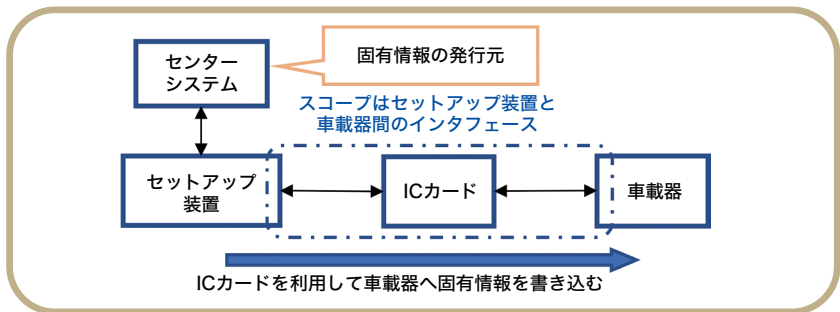 センター
システム
固有情報の発行元
スコープはセットアップ装置と
車載器間のインタフェース
セットアップ
装置
ICカード
車載器
ICカードを利用して車載器へ固有情報を書き込む